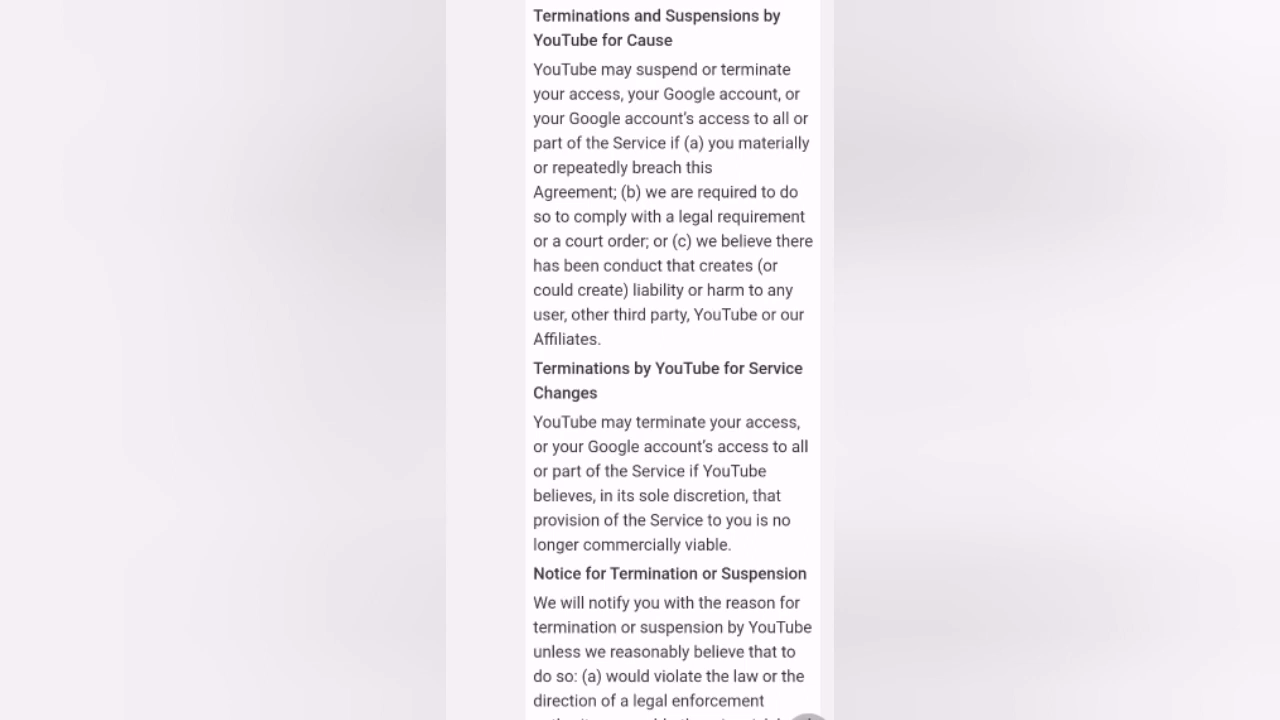 Terminations and Suspensions by
YouTube for Cause
YouTube may suspend or terminate
your access, your Google account, or
your Google account's access to all or
part of the Service if (a) you materially
or repeatedly breach this
Agreement; (b) we are required to do
so to comply with a legal requirement
or a court order; or (c) we believe there
has been conduct that creates (or
could create) liability or harm to any
user, other third party, YouTube or our
Affiliates.
Terminations by YouTube for Service
Changes
YouTube may terminate your access,
or your Google account's access to all
or part of the Service if YouTube
believes, in its sole discretion, that
provision of the Service to you is no
longer commercially viable.
Notice for Termination or Suspension
We will notify you with the reason for
termination or suspension by YouTube
unless we reasonably believe that to
do so: (a) would violate the law or the
direction of a legal enforcement